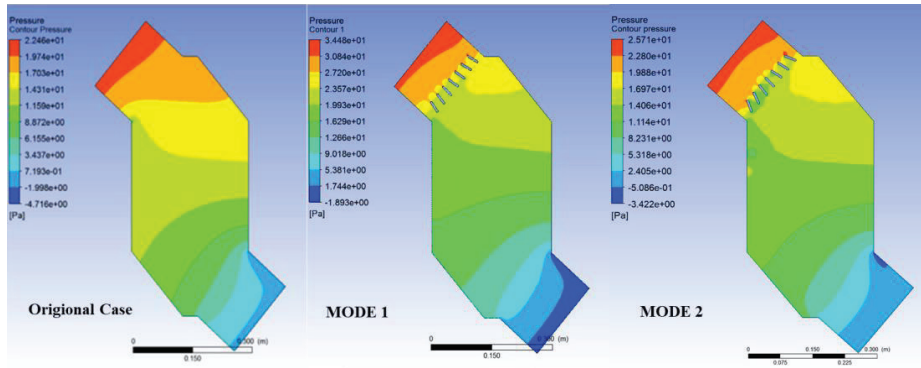 Pressure
Contour Pressure
2.246e+01
1.974e+01
1.703e+01
1.431e+01
1.159e+01
8.872e+00
6.155e+00
3.437e+00
7.193e-01
-1.998e+00
-4.716e+00
[Pa]
Origional Case
0
0.300 (m)
0.150
Pressure
Contour 1
3.448e+01
3.084e+01
2.720e+01
2.357e+01
1.993e+01
1.629e+01
1.266e+01
9.018e+00
5.381e+00
1.744e+00
-1.893e+00
[Pa]
MODE 1
0
0.300 (m)
0.150
Pressure
Contour pressure
2.571e+01
2.280e+01
1.988e+01
1.697e+01
1.406e+01
1.114e+01
8.231e+00
5.318e+00
2.405e+00
-5.086e-01
-3.422e+00
[Pa]
MODE 2
0
0.150
0.300 (m)
0.075
0.225